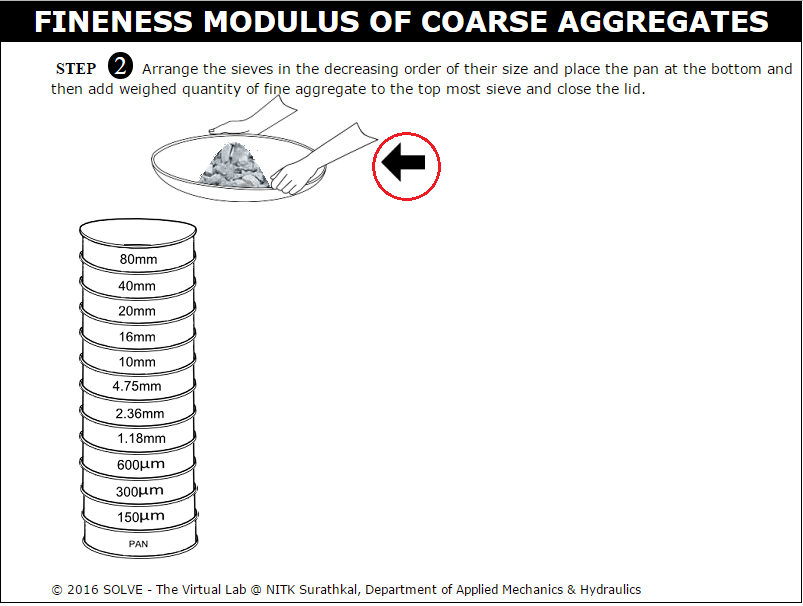 FINENESS MODULUS OF COARSE AGGREGATES
STEP 2 Arrange the sieves in the decreasing order of their size and place the pan at the bottom and
then add weighed quantity of fine aggregate to the top most sieve and close the lid.
80mm
40mm
20mm
16mm
10mm
4.75mm
2.36mm
1.18mm
600µm
300µm
150µm
PAN
© 2016 SOLVE - The Virtual Lab @ NITK Surathkal, Department of Applied Mechanics & Hydraulics